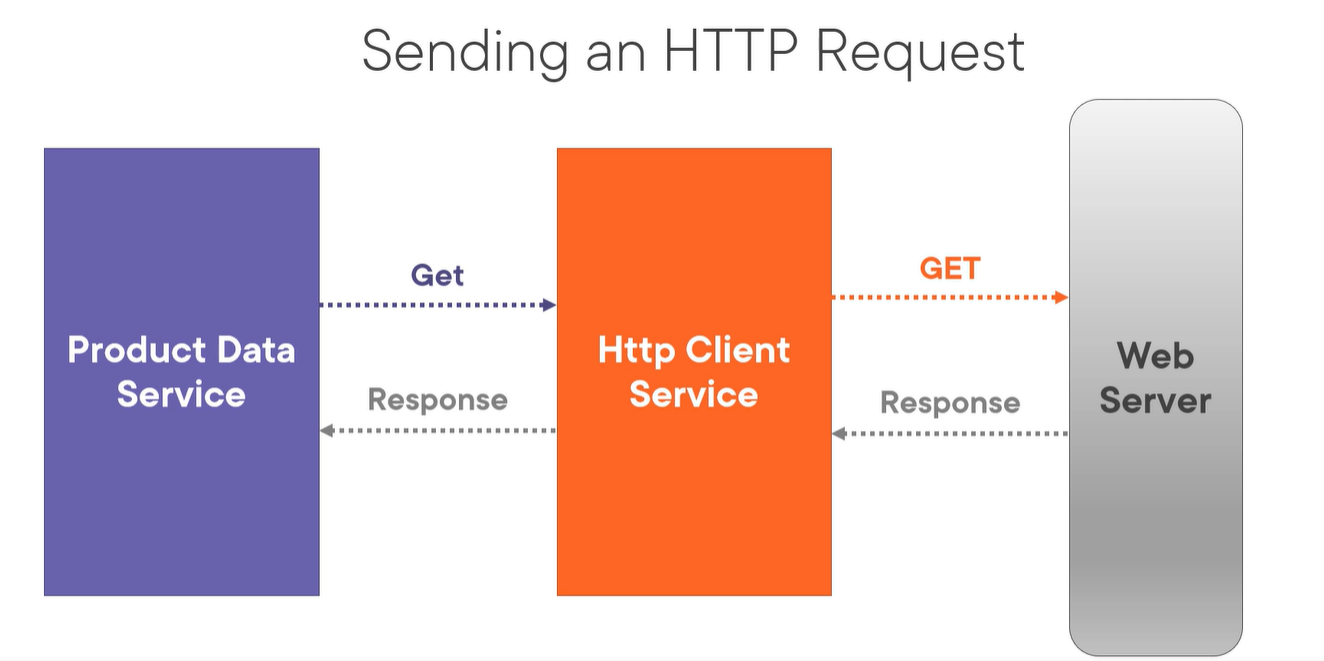 Sending an HTTP Request
Get
GET
Product Data
Service
Http Client
Service
Web
Server
Response
Response